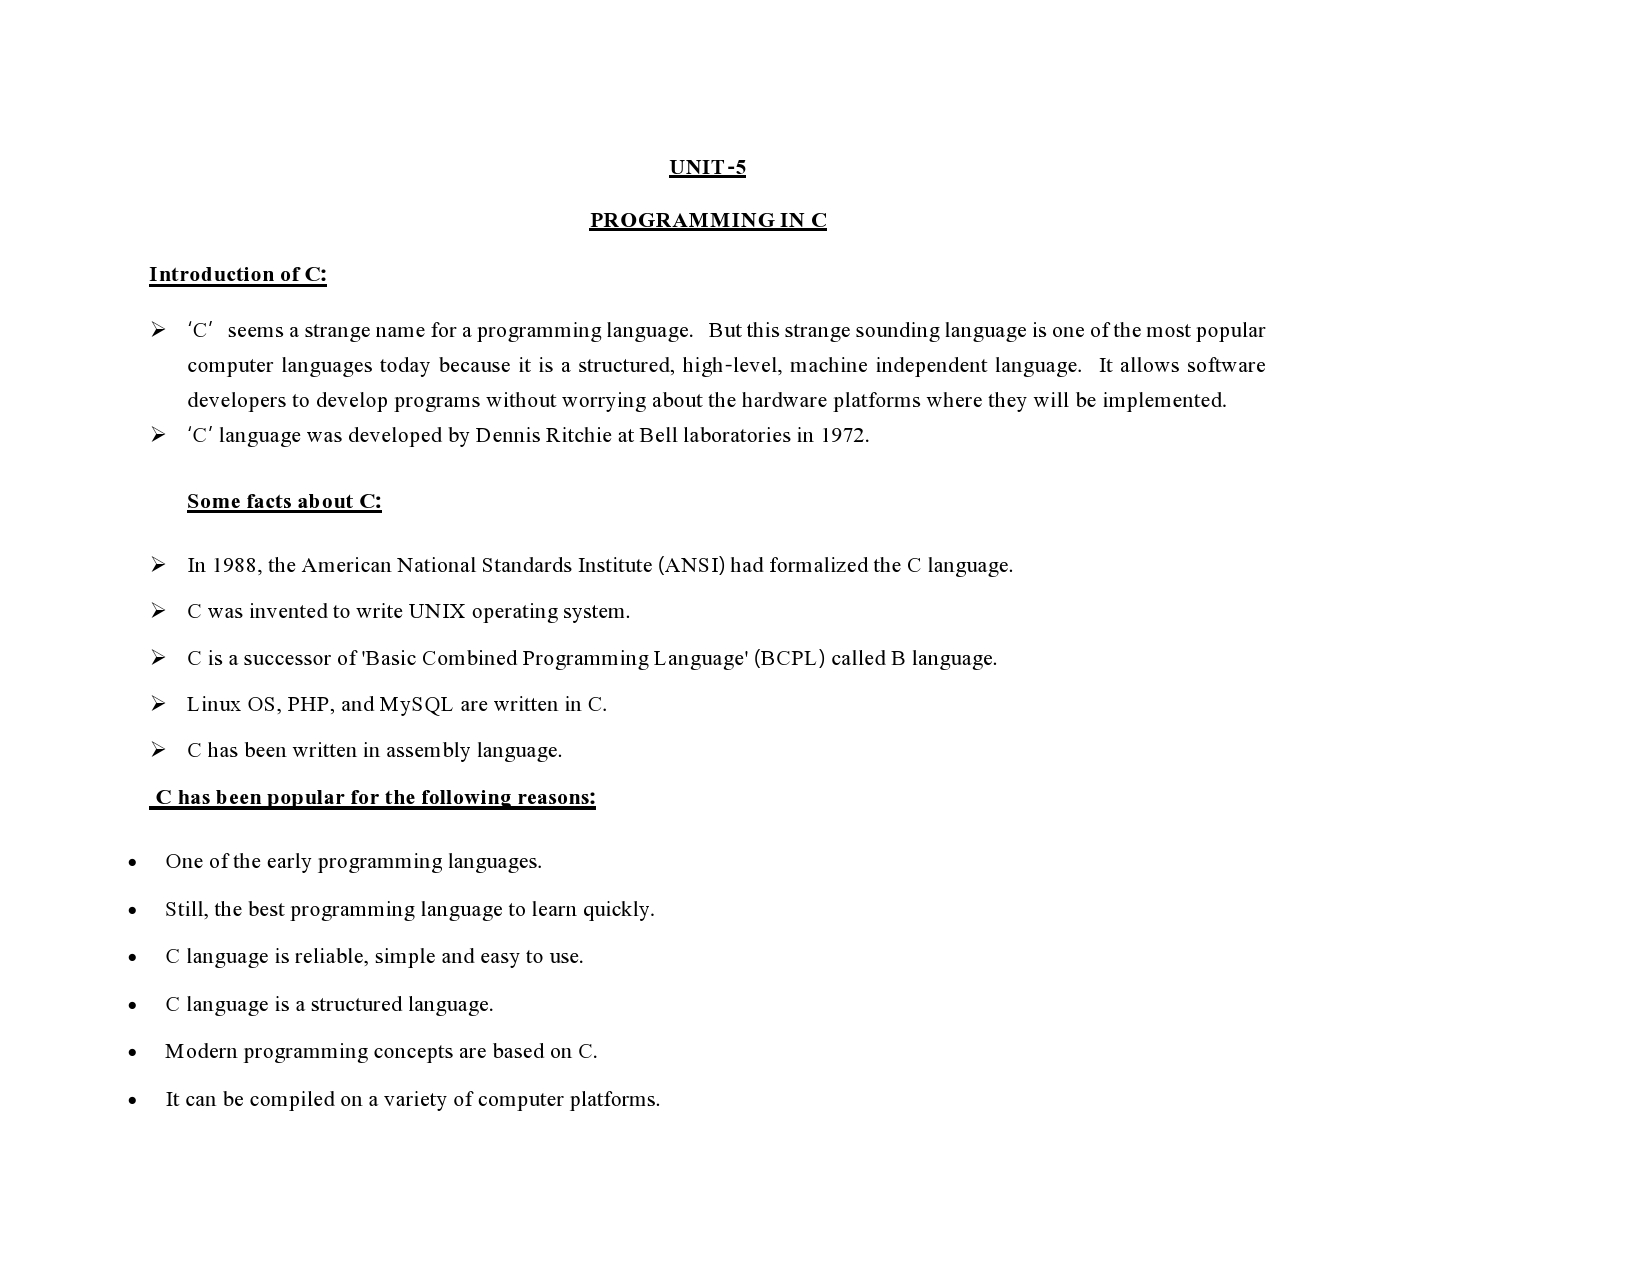 UNIT-5
PROGRAMMING IN C
Introduction of C:
➢ ‘C’ seems a strange name for a programming language. But this strange sounding language is one of the most popular
computer languages today because it is a structured, high-level, machine independent language. It allows software
developers to develop programs without worrying about the hardware platforms where they will be implemented.
➢ ‘C’ language was developed by Dennis Ritchie at Bell laboratories in 1972.
Some facts about C:
➢ In 1988, the American National Standards Institute (ANSI) had formalized the C language.
➢ C was invented to write UNIX operating system.
➢ C is a successor of 'Basic Combined Programming Language' (BCPL) called B language.
➢ Linux OS, PHP, and MySQL are written in C.
➢ C has been written in assembly language.
C has been popular for the following reasons:
• One of the early programming languages.
• Still, the best programming language to learn quickly.
• C language is reliable, simple and easy to use.
• C language is a structured language.
• Modern programming concepts are based on C.
• It can be compiled on a variety of computer platforms.